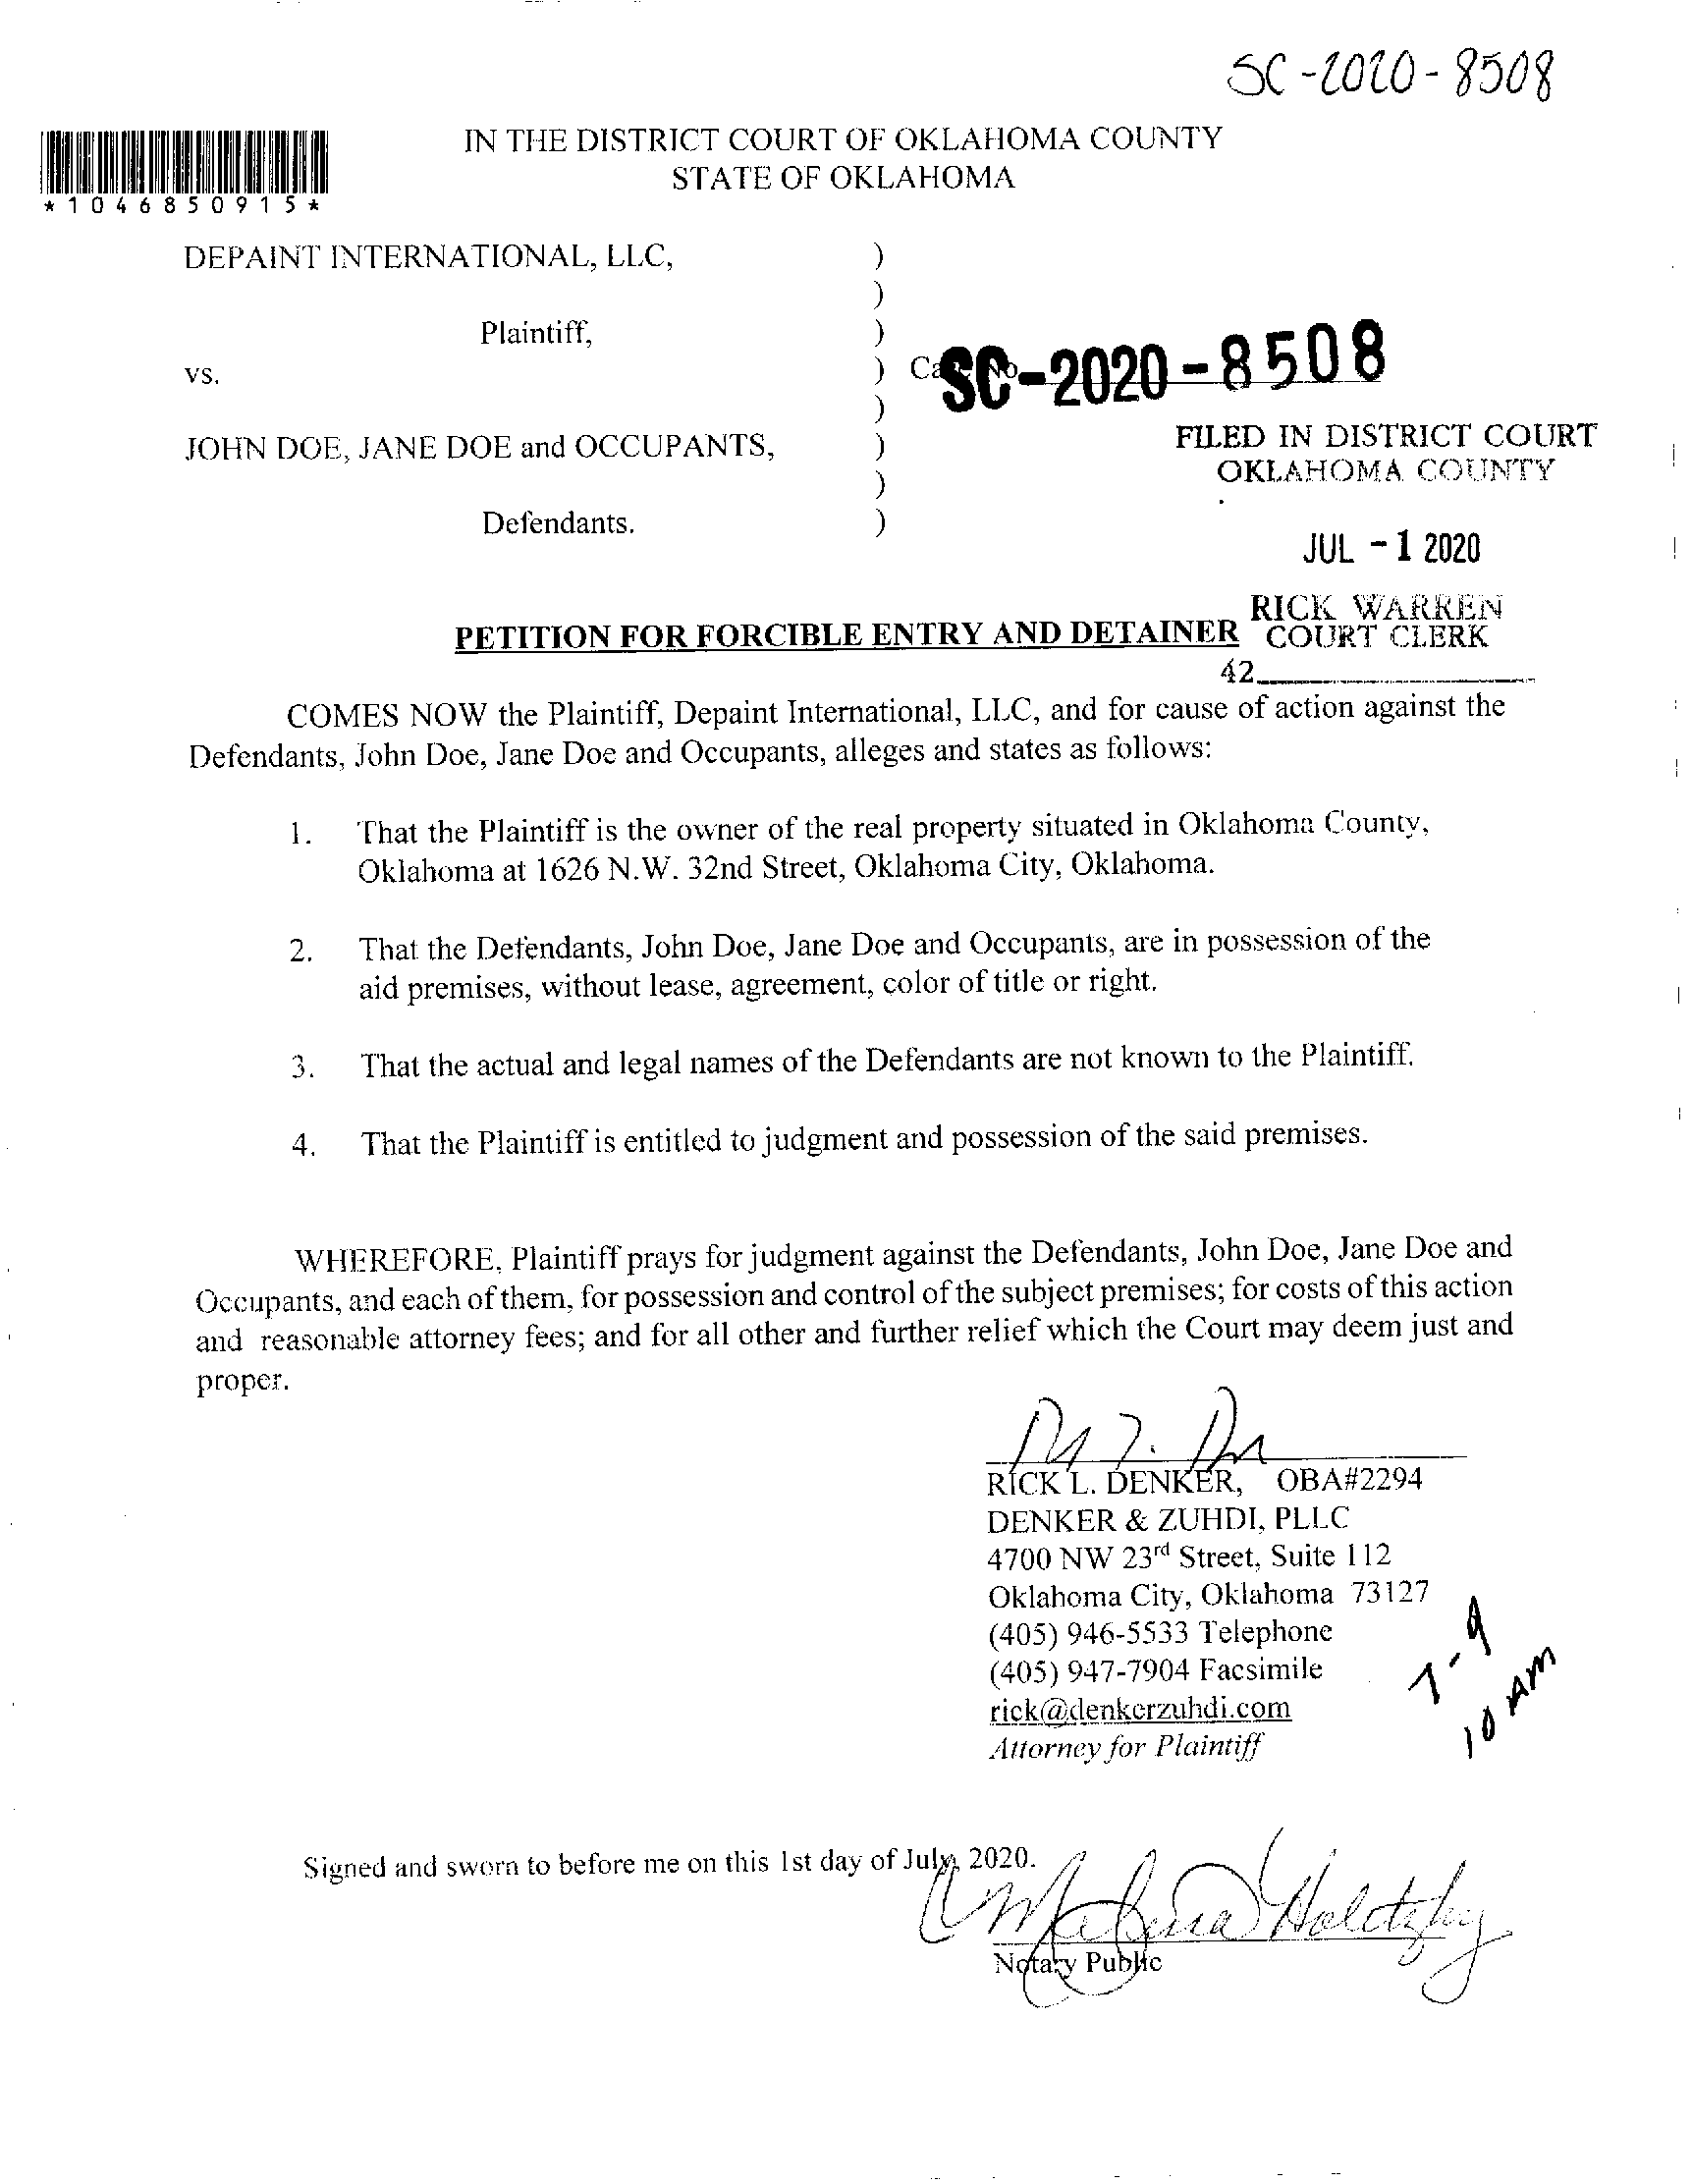 SC-2020-8508
IN THE DISTRICT COURT OF OKLAHOMA COUNTY
STATE OF OKLAHOMA
*1046850915*
DEPAINT INTERNATIONAL, LLC, )
)
Plaintiff, )
vs. ) Case No. SC-2020-8508
)
JOHN DOE, JANE DOE and OCCUPANTS, )
)
Defendants. )
FILED IN DISTRICT COURT
OKLAHOMA COUNTY
JUL - 1 2020
RICK WARREN
COURT CLERK
42
PETITION FOR FORCIBLE ENTRY AND DETAINER
COMES NOW the Plaintiff, Depaint International, LLC, and for cause of action against the
Defendants, John Doe, Jane Doe and Occupants, alleges and states as follows:
1. That the Plaintiff is the owner of the real property situated in Oklahoma County,
Oklahoma at 1626 N.W. 32nd Street, Oklahoma City, Oklahoma.
2. That the Defendants, John Doe, Jane Doe and Occupants, are in possession of the
aid premises, without lease, agreement, color of title or right.
3. That the actual and legal names of the Defendants are not known to the Plaintiff.
4. That the Plaintiff is entitled to judgment and possession of the said premises.
WHEREFORE, Plaintiff prays for judgment against the Defendants, John Doe, Jane Doe and
Occupants, and each of them, for possession and control of the subject premises; for costs of this action
and reasonable attorney fees; and for all other and further relief which the Court may deem just and
proper.
RICK L. DENKER, OBA#2294
DENKER & ZUHDI, PLLC
4700 NW 23rd Street, Suite 112
Oklahoma City, Oklahoma 73127
(405) 946-5533 Telephone
(405) 947-7904 Facsimile
rick@denkerzuhdi.com
Attorney for Plaintiff
7-9
10 AM
Signed and sworn to before me on this 1st day of July, 2020.
Notary Public